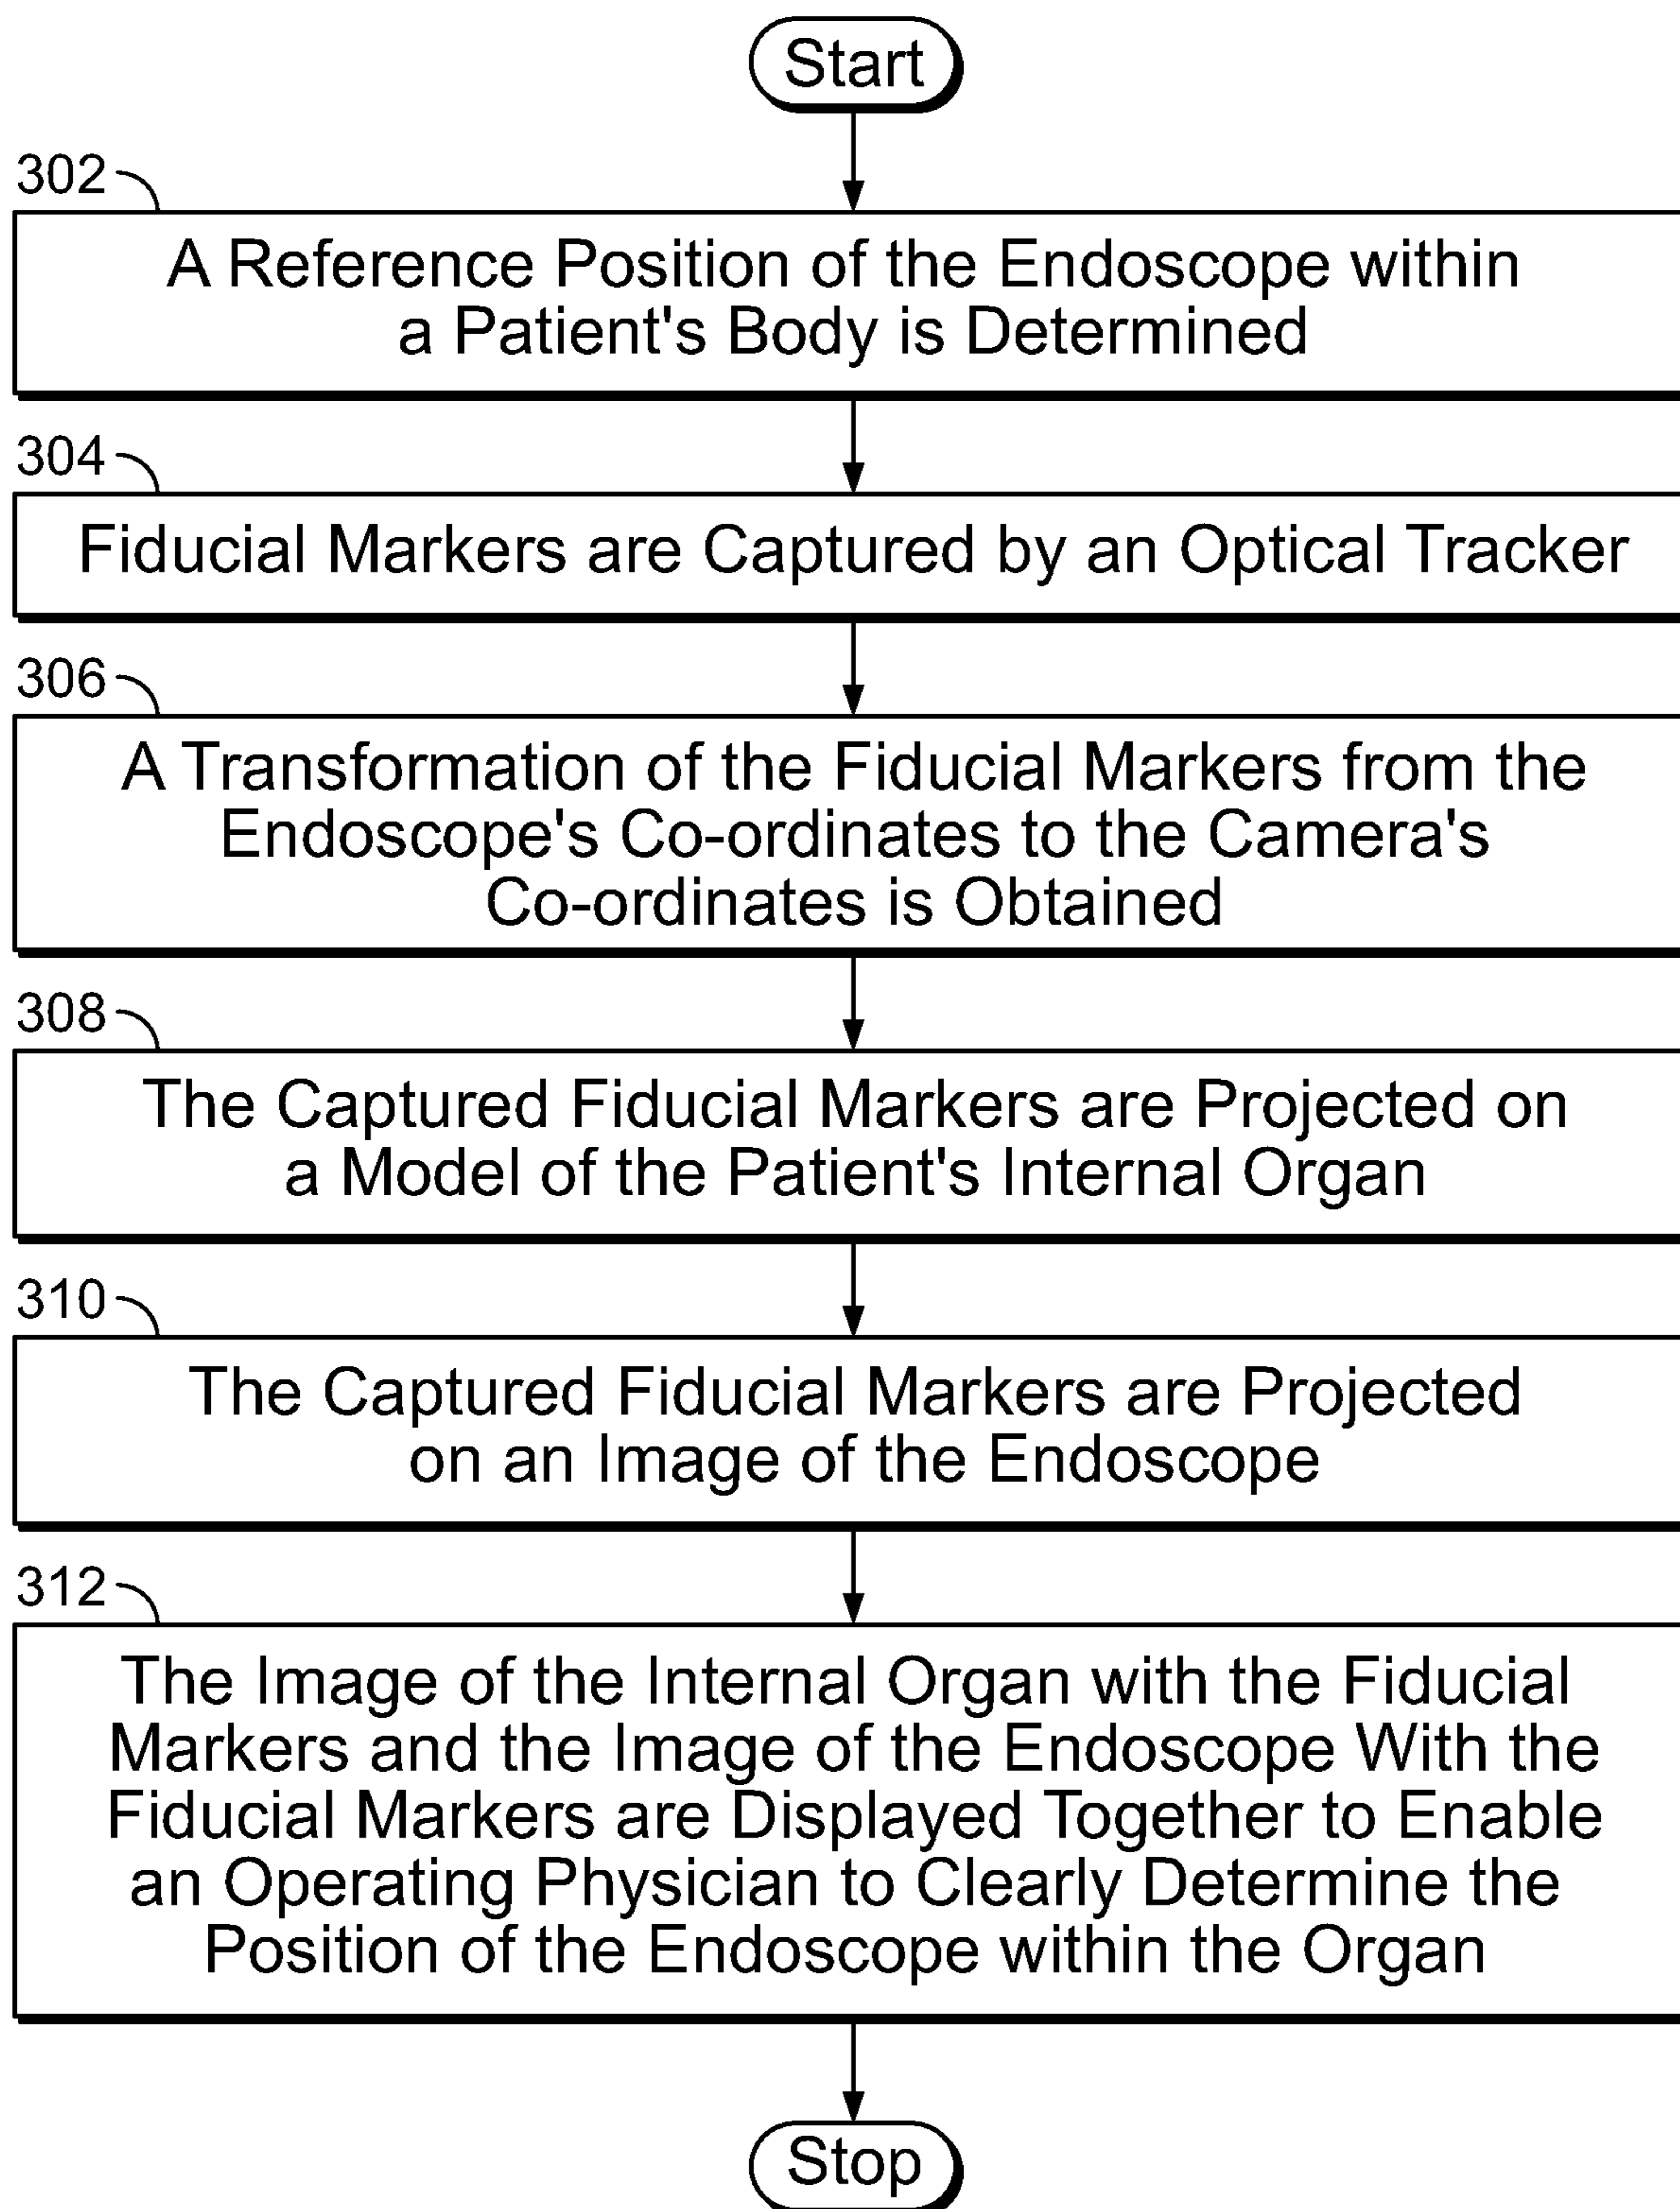 Start
302
A Reference Position of the Endoscope within
a Patient's Body is Determined
304
Fiducial Markers are Captured by an Optical Tracker
306
A Transformation of the Fiducial Markers from the
Endoscope's Co-ordinates to the Camera's
Co-ordinates is Obtained
308
The Captured Fiducial Markers are Projected on
a Model of the Patient's Internal Organ
310
The Captured Fiducial Markers are Projected
on an Image of the Endoscope
312
The Image of the Internal Organ with the Fiducial
Markers and the Image of the Endoscope With the
Fiducial Markers are Displayed Together to Enable
an Operating Physician to Clearly Determine the
Position of the Endoscope within the Organ
Stop